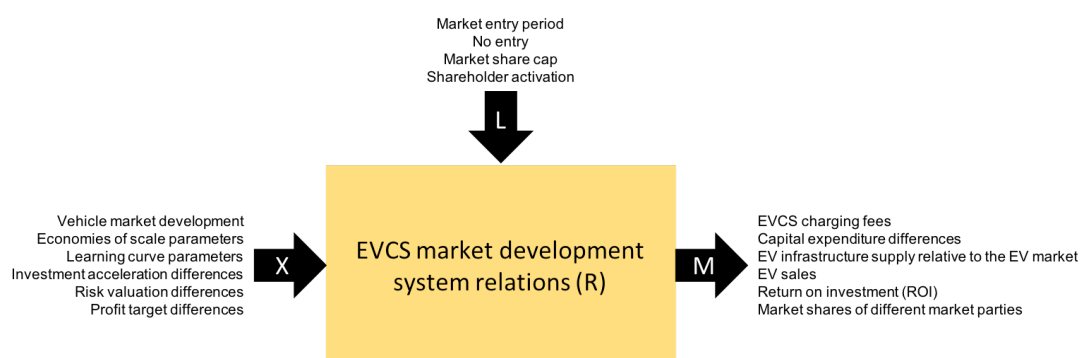 Market entry period
No entry
Market share cap
Shareholder activation
L
Vehicle market development
Economies of scale parameters
Learning curve parameters
Investment acceleration differences
Risk valuation differences
Profit target differences
X
EVCS market development
system relations (R)
M
EVCS charging fees
Capital expenditure differences
EV infrastructure supply relative to the EV market
EV sales
Return on investment (ROI)
Market shares of different market parties